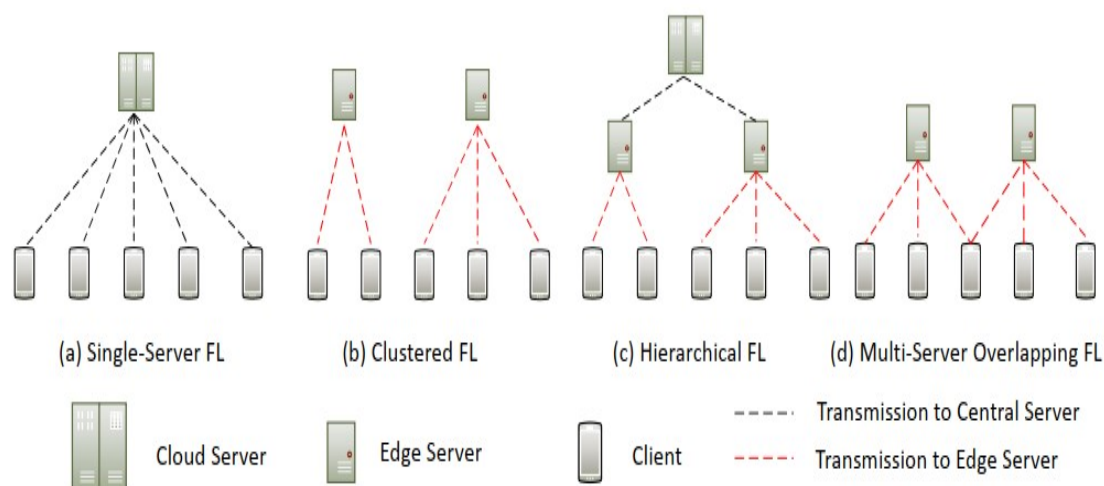 (a) Single-Server FL
(b) Clustered FL
(c) Hierarchical FL
(d) Multi-Server Overlapping FL
Cloud Server
Edge Server
Client
Transmission to Central Server
Transmission to Edge Server